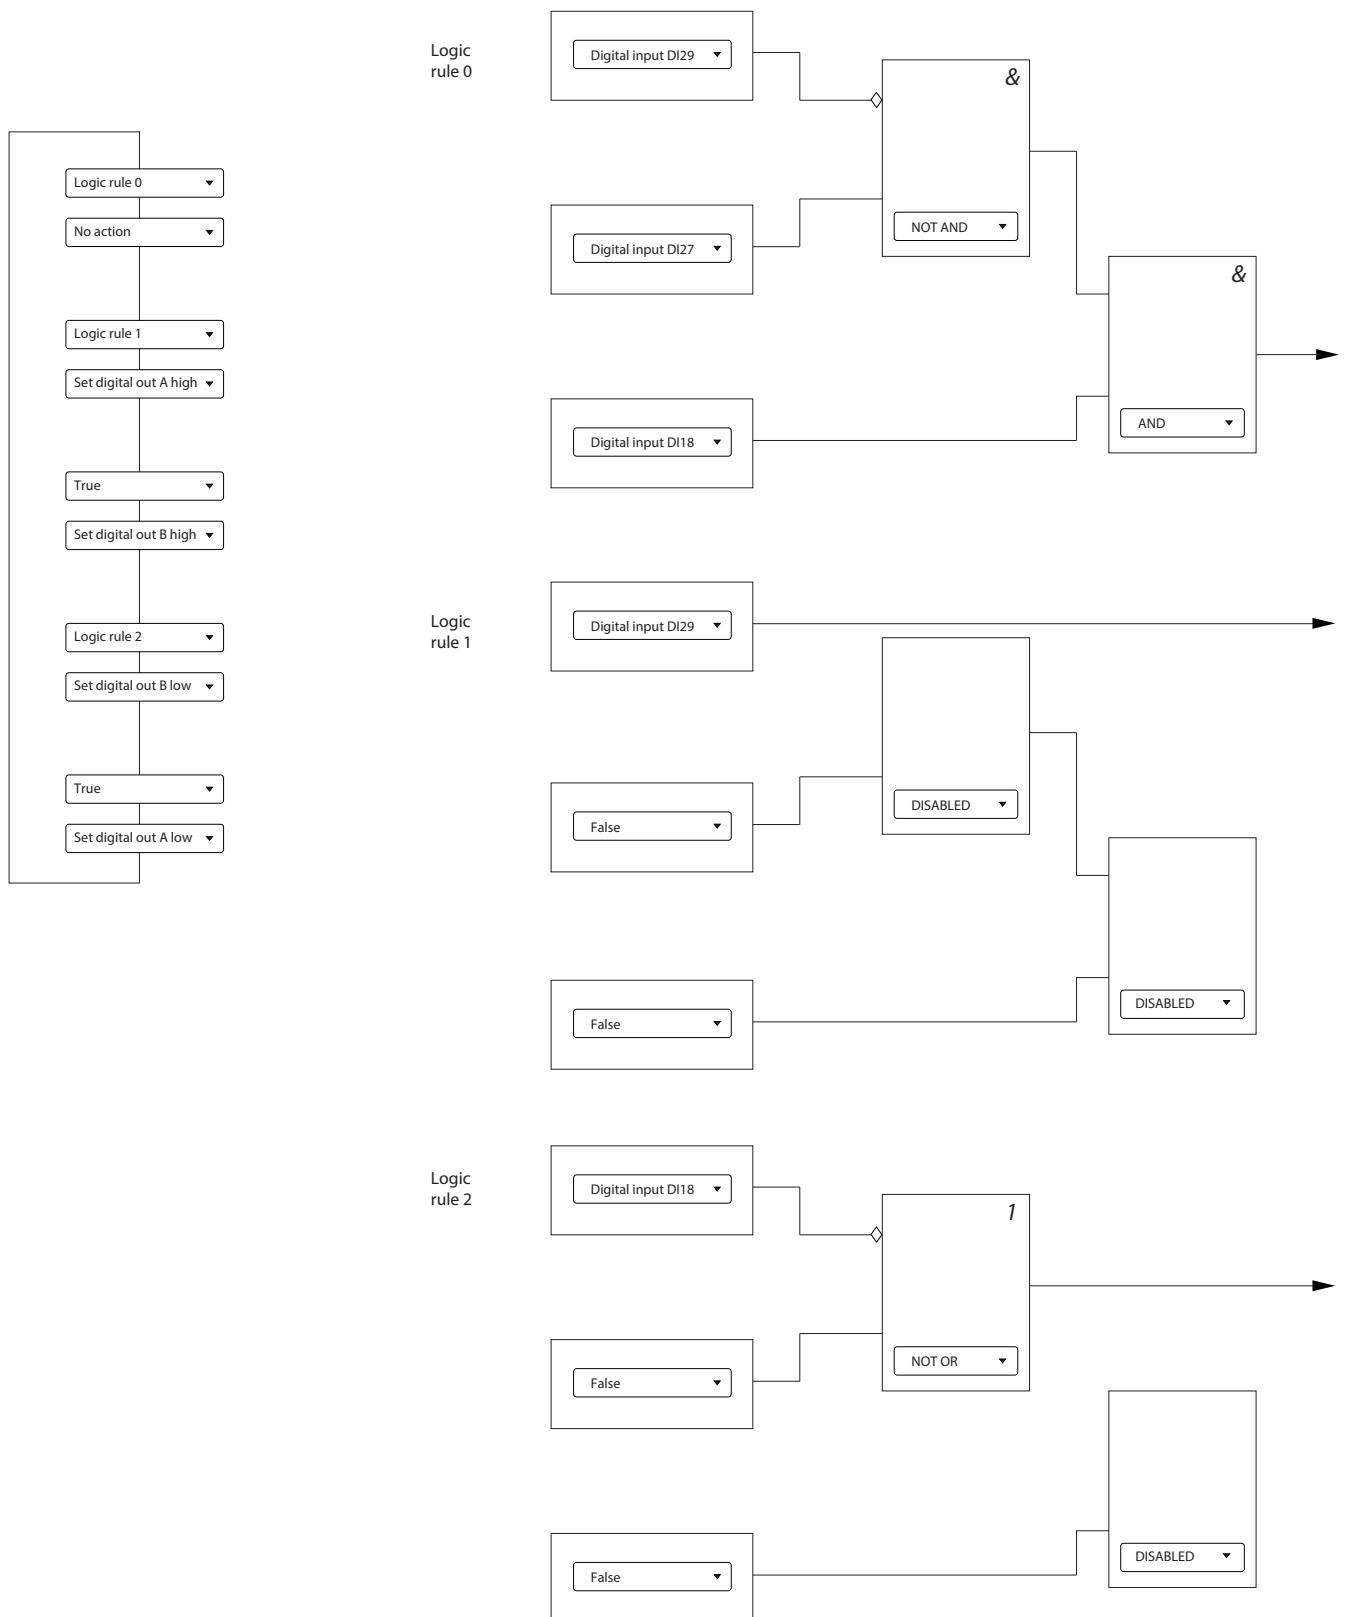 Logic rule 0
No action
Logic rule 1
Set digital out A high
True
Set digital out B high
Logic rule 2
Set digital out B low
True
Set digital out A low
Logic
rule 0
Digital input DI29
&
NOT AND
Digital input DI27
&
AND
Digital input DI18
Logic
rule 1
Digital input DI29
DISABLED
False
DISABLED
False
Logic
rule 2
Digital input DI18
1
NOT OR
False
DISABLED
False